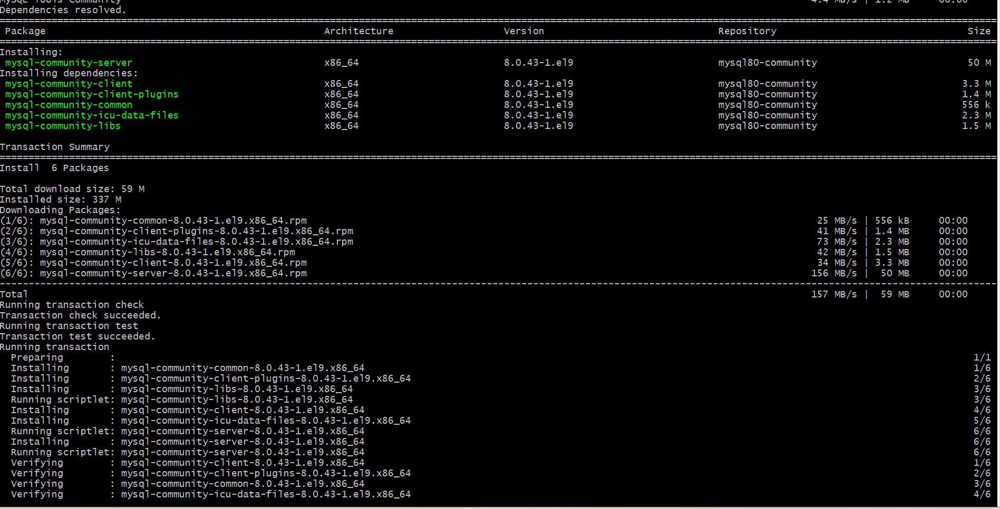 MySQL Tools Community 4.4 MB/s | 1.2 MB 00:00
Dependencies resolved.
================================================================================
Package Architecture Version Repository Size
================================================================================
Installing:
mysql-community-server x86_64 8.0.43-1.el9 mysql80-community 50 M
Installing dependencies:
mysql-community-client x86_64 8.0.43-1.el9 mysql80-community 3.3 M
mysql-community-client-plugins x86_64 8.0.43-1.el9 mysql80-community 1.4 M
mysql-community-common x86_64 8.0.43-1.el9 mysql80-community 556 k
mysql-community-icu-data-files x86_64 8.0.43-1.el9 mysql80-community 2.3 M
mysql-community-libs x86_64 8.0.43-1.el9 mysql80-community 1.5 M
Transaction Summary
================================================================================
Install 6 Packages
Total download size: 59 M
Installed size: 337 M
Downloading Packages:
(1/6): mysql-community-common-8.0.43-1.el9.x86_64.rpm 25 MB/s | 556 kB 00:00
(2/6): mysql-community-client-plugins-8.0.43-1.el9.x86_64.rpm 41 MB/s | 1.4 MB 00:00
(3/6): mysql-community-icu-data-files-8.0.43-1.el9.x86_64.rpm 73 MB/s | 2.3 MB 00:00
(4/6): mysql-community-libs-8.0.43-1.el9.x86_64.rpm 42 MB/s | 1.5 MB 00:00
(5/6): mysql-community-client-8.0.43-1.el9.x86_64.rpm 34 MB/s | 3.3 MB 00:00
(6/6): mysql-community-server-8.0.43-1.el9.x86_64.rpm 156 MB/s | 50 MB 00:00
--------------------------------------------------------------------------------
Total 157 MB/s | 59 MB 00:00
Running transaction check
Transaction check succeeded.
Running transaction test
Transaction test succeeded.
Running transaction
Preparing : 1/1
Installing : mysql-community-common-8.0.43-1.el9.x86_64 1/6
Installing : mysql-community-client-plugins-8.0.43-1.el9.x86_64 2/6
Installing : mysql-community-libs-8.0.43-1.el9.x86_64 3/6
Running scriptlet: mysql-community-libs-8.0.43-1.el9.x86_64 3/6
Installing : mysql-community-client-8.0.43-1.el9.x86_64 4/6
Installing : mysql-community-icu-data-files-8.0.43-1.el9.x86_64 5/6
Running scriptlet: mysql-community-server-8.0.43-1.el9.x86_64 6/6
Installing : mysql-community-server-8.0.43-1.el9.x86_64 6/6
Running scriptlet: mysql-community-server-8.0.43-1.el9.x86_64 6/6
Verifying : mysql-community-client-8.0.43-1.el9.x86_64 1/6
Verifying : mysql-community-client-plugins-8.0.43-1.el9.x86_64 2/6
Verifying : mysql-community-common-8.0.43-1.el9.x86_64 3/6
Verifying : mysql-community-icu-data-files-8.0.43-1.el9.x86_64 4/6